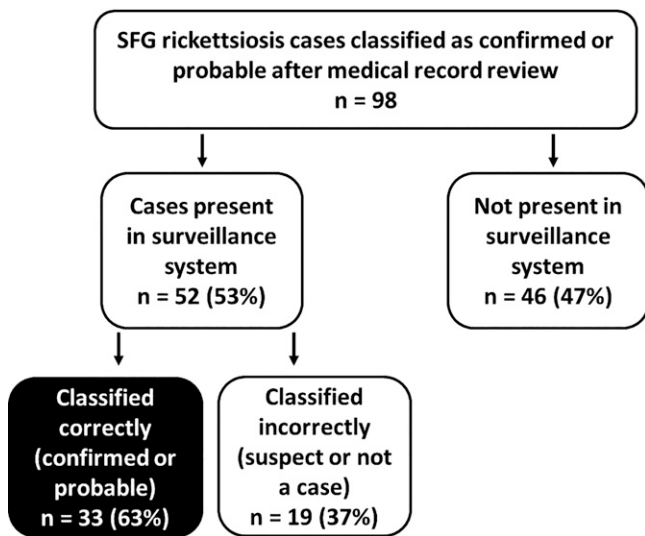 SFG rickettsiosis cases classified as confirmed or
probable after medical record review
n = 98
Cases present
in surveillance
system
n = 52 (53%)
Not present in
surveillance
system
n = 46 (47%)
Classified
correctly
(confirmed or
probable)
n = 33 (63%)
Classified
incorrectly
(suspect or not
a case)
n = 19 (37%)